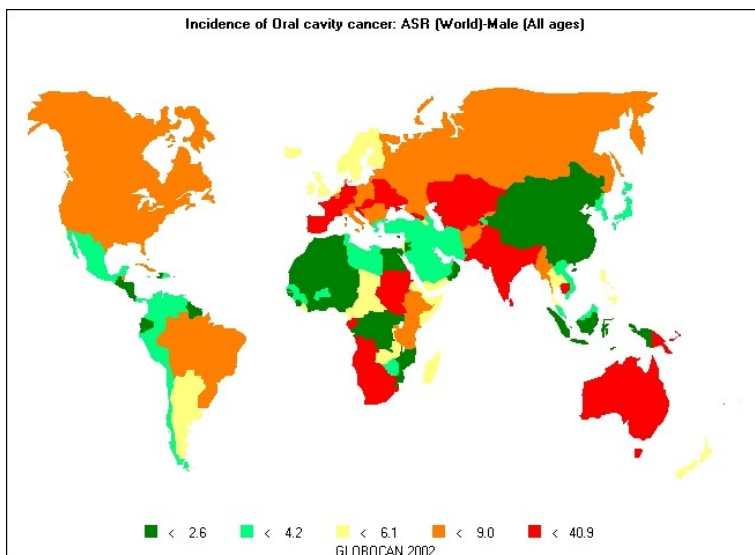 Incidence of Oral cavity cancer: ASR (World)-Male (All ages)
< 2.6 < 4.2 < 6.1 < 9.0 < 40.9
GLOBOCAN 2002